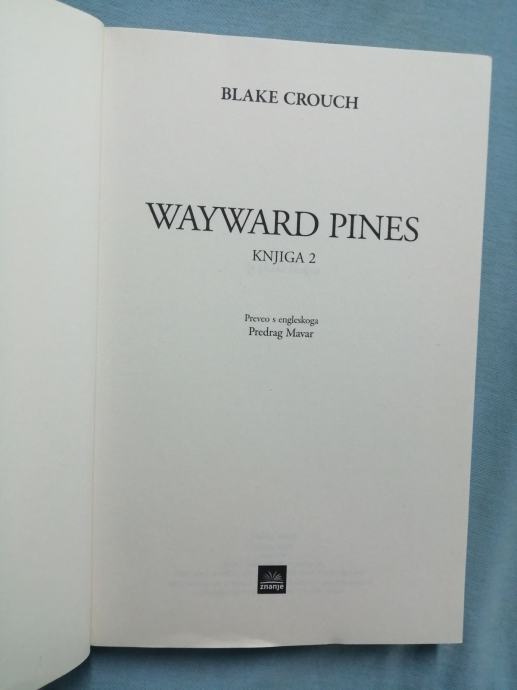 BLAKE CROUCH
WAYWARD PINES
KNJIGA 2
Preveo s engleskoga
Predrag Mavar
znanje